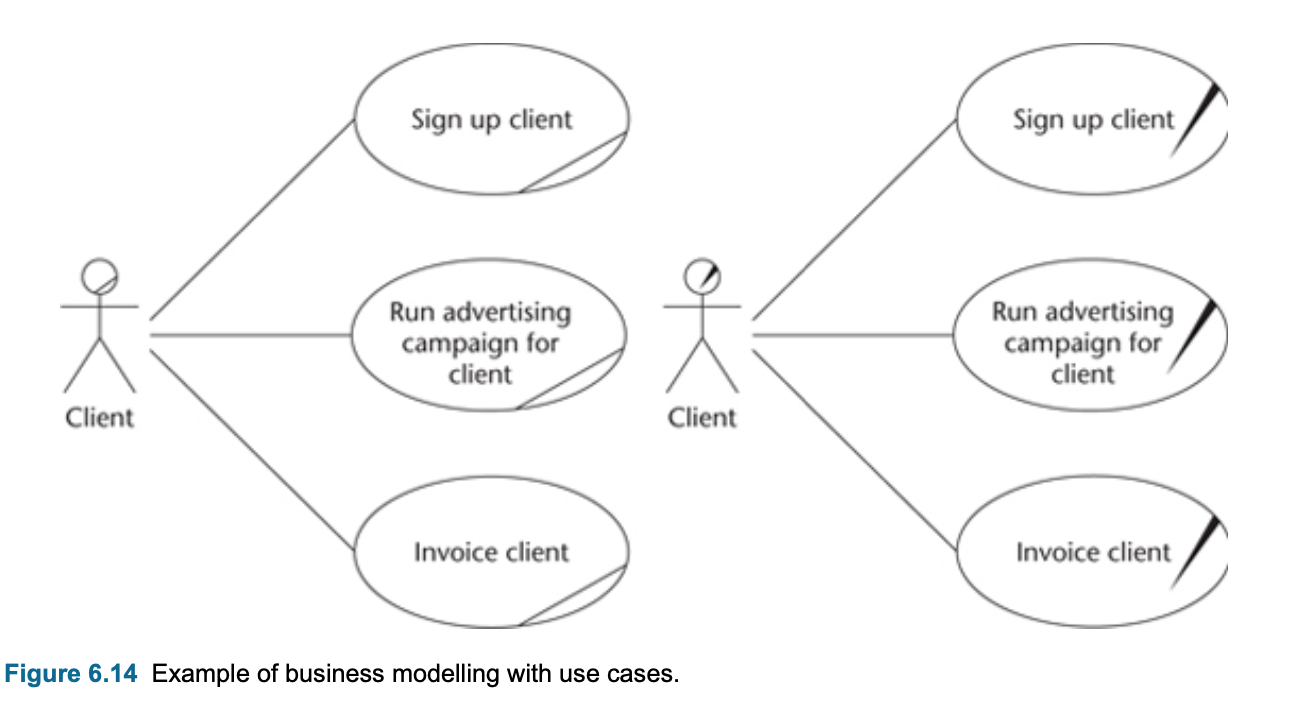 Sign up client
Sign up client
Run advertising
campaign for
client
Run advertising
campaign for
client
Client
Client
Invoice client
Invoice client
Figure 6.14 Example of business modelling with use cases.